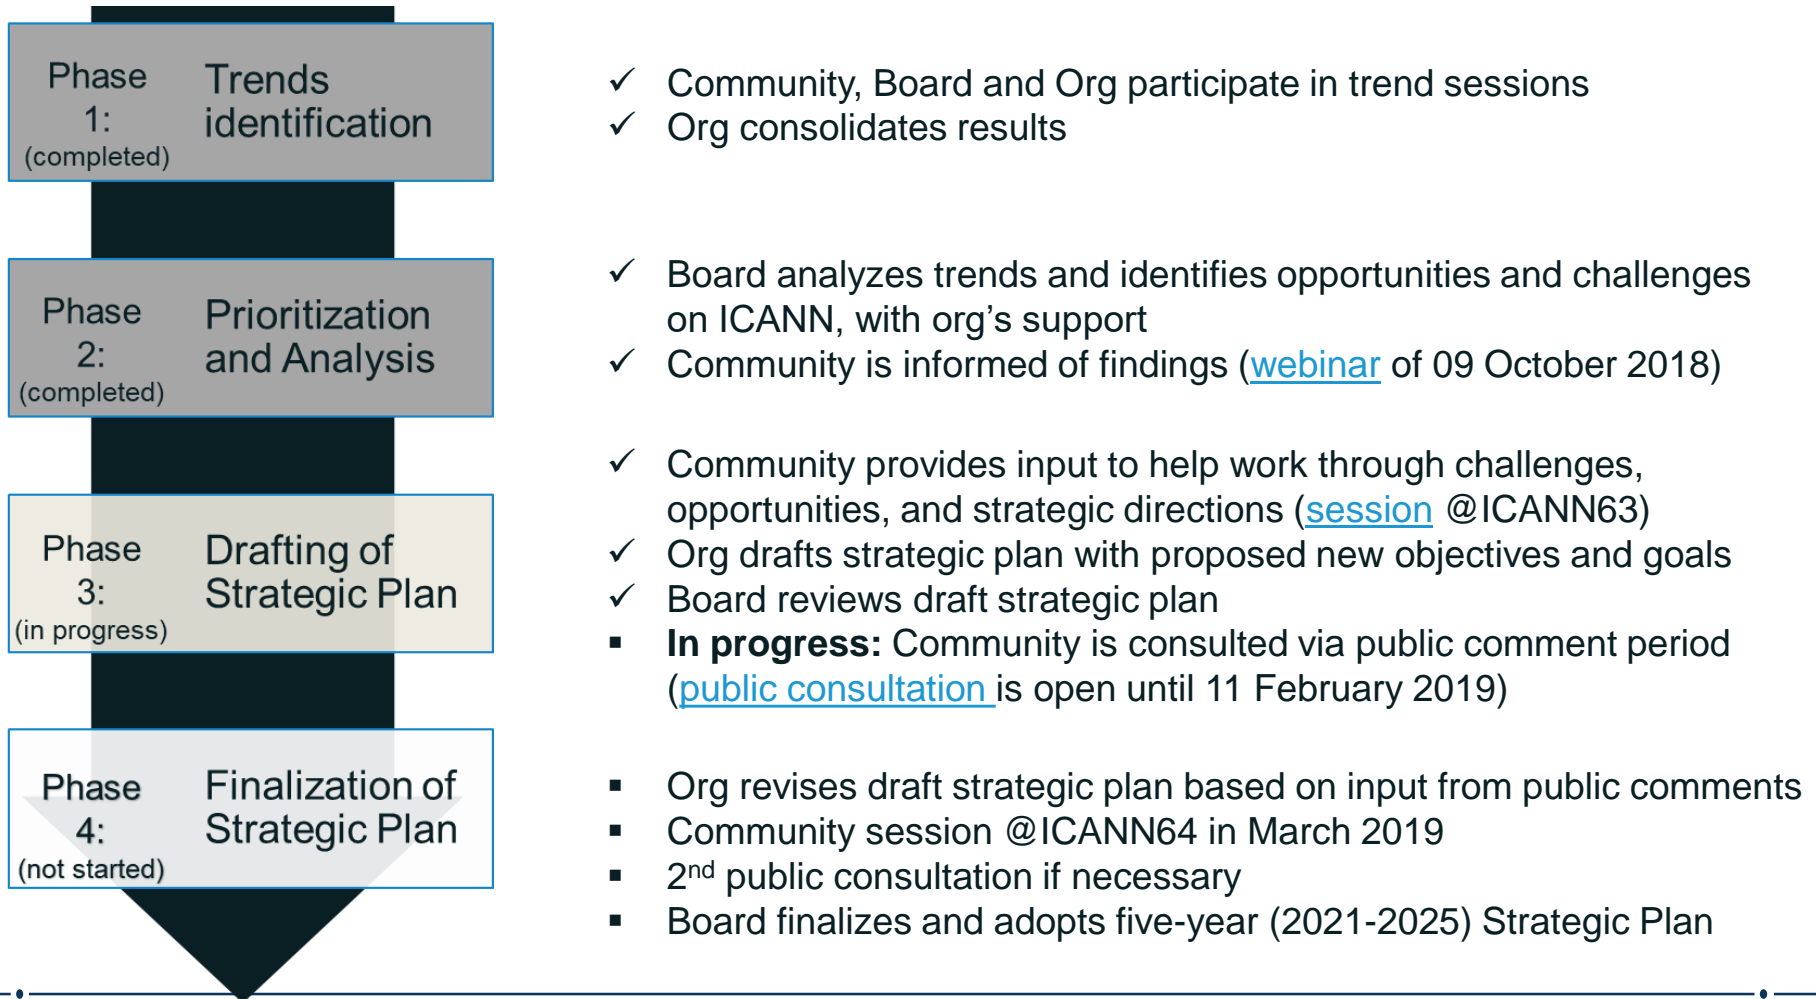 Phase
1:
(completed)
Trends
identification
✓ Community, Board and Org participate in trend sessions
✓ Org consolidates results
Phase
2:
(completed)
Prioritization
and Analysis
✓ Board analyzes trends and identifies opportunities and challenges
on ICANN, with org’s support
✓ Community is informed of findings (webinar of 09 October 2018)
Phase
3:
(in progress)
Drafting of
Strategic Plan
✓ Community provides input to help work through challenges,
opportunities, and strategic directions (session @ICANN63)
✓ Org drafts strategic plan with proposed new objectives and goals
✓ Board reviews draft strategic plan
▪ In progress: Community is consulted via public comment period
(public consultation is open until 11 February 2019)
Phase
4:
(not started)
Finalization of
Strategic Plan
▪ Org revises draft strategic plan based on input from public comments
▪ Community session @ICANN64 in March 2019
▪ 2nd public consultation if necessary
▪ Board finalizes and adopts five-year (2021-2025) Strategic Plan